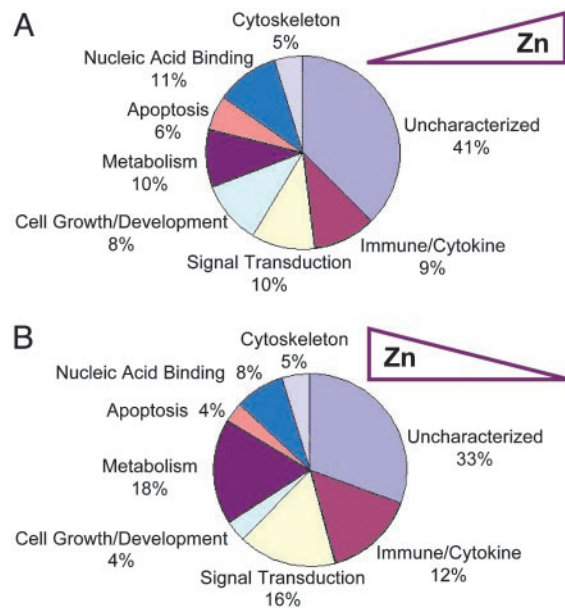 A
Cytoskeleton
5%
Zn
Nucleic Acid Binding
11%
Apoptosis
6%
Uncharacterized
41%
Metabolism
10%
Cell Growth/Development
8%
Immune/Cytokine
9%
Signal Transduction
10%
B
Cytoskeleton
5%
Zn
Nucleic Acid Binding 8%
Apoptosis 4%
Uncharacterized
33%
Metabolism
18%
Cell Growth/Development
4%
Immune/Cytokine
12%
Signal Transduction
16%